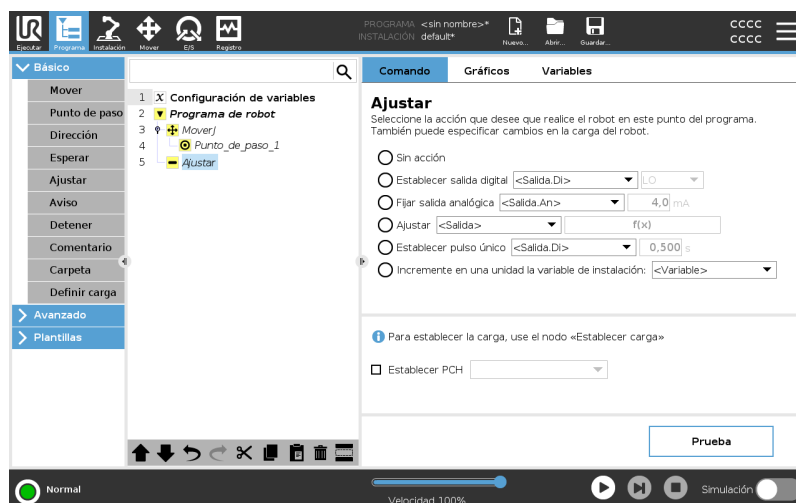 PROGRAMA <sin nombre>*
INSTALACIÓN default*
cccc
cccc
Ejecutar
Programa
Instalación
Mover
E/S
Registro
Nuevo...
Abrir...
Guardar...
Básico
Mover
Punto de paso
Dirección
Esperar
Ajustar
Aviso
Detener
Comentario
Carpeta
Definir carga
Avanzado
Plantillas
1 X Configuración de variables
2 Programa de robot
3 MoverJ
4 Punto_de_paso_1
5 Ajustar
Comando Gráficos Variables
Ajustar
Seleccione la acción que desee que realice el robot en este punto del programa.
También puede especificar cambios en la carga del robot.
Sin acción
Establecer salida digital <Salida.Di> LO
Fijar salida analógica <Salida.An> 4,0 mA
Ajustar <Salida> f(x)
Establecer pulso único <Salida.Di> 0,500 s
Incremente en una unidad la variable de instalación: <Variable>
Para establecer la carga, use el nodo «Establecer carga»
Establecer PCH
Prueba
Normal
Velocidad 100%
Simulación